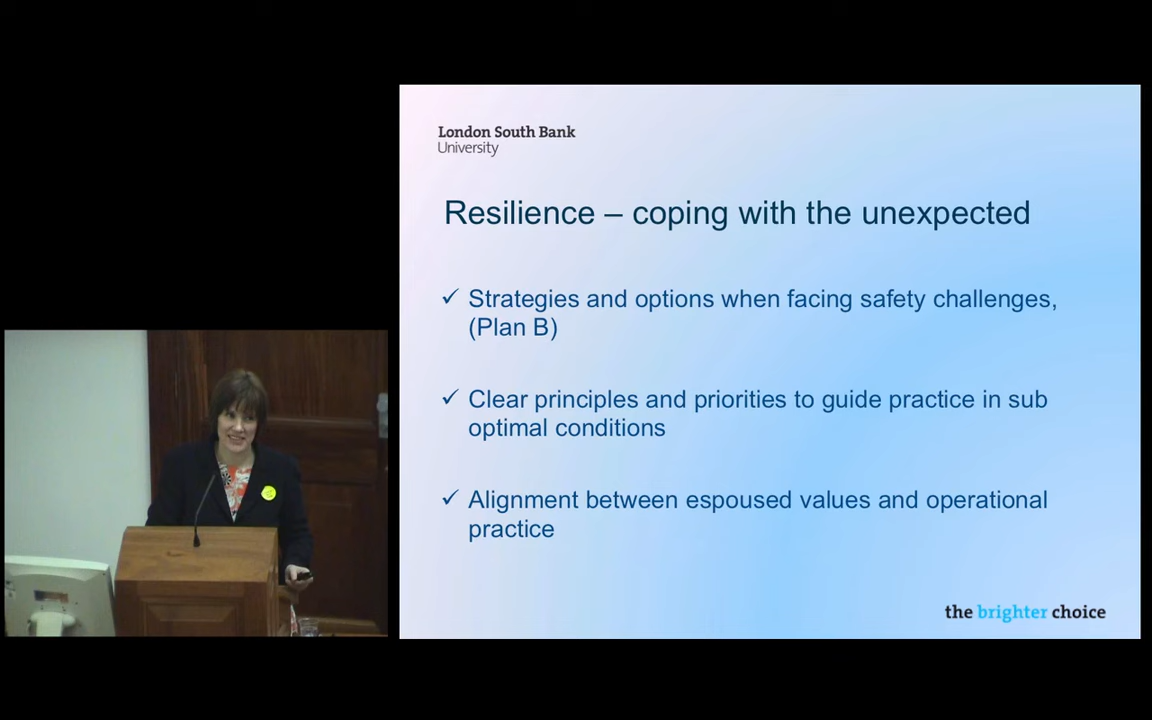 London South Bank
University
Resilience – coping with the unexpected
✓ Strategies and options when facing safety challenges,
(Plan B)
✓ Clear principles and priorities to guide practice in sub
optimal conditions
✓ Alignment between espoused values and operational
practice
the brighter choice